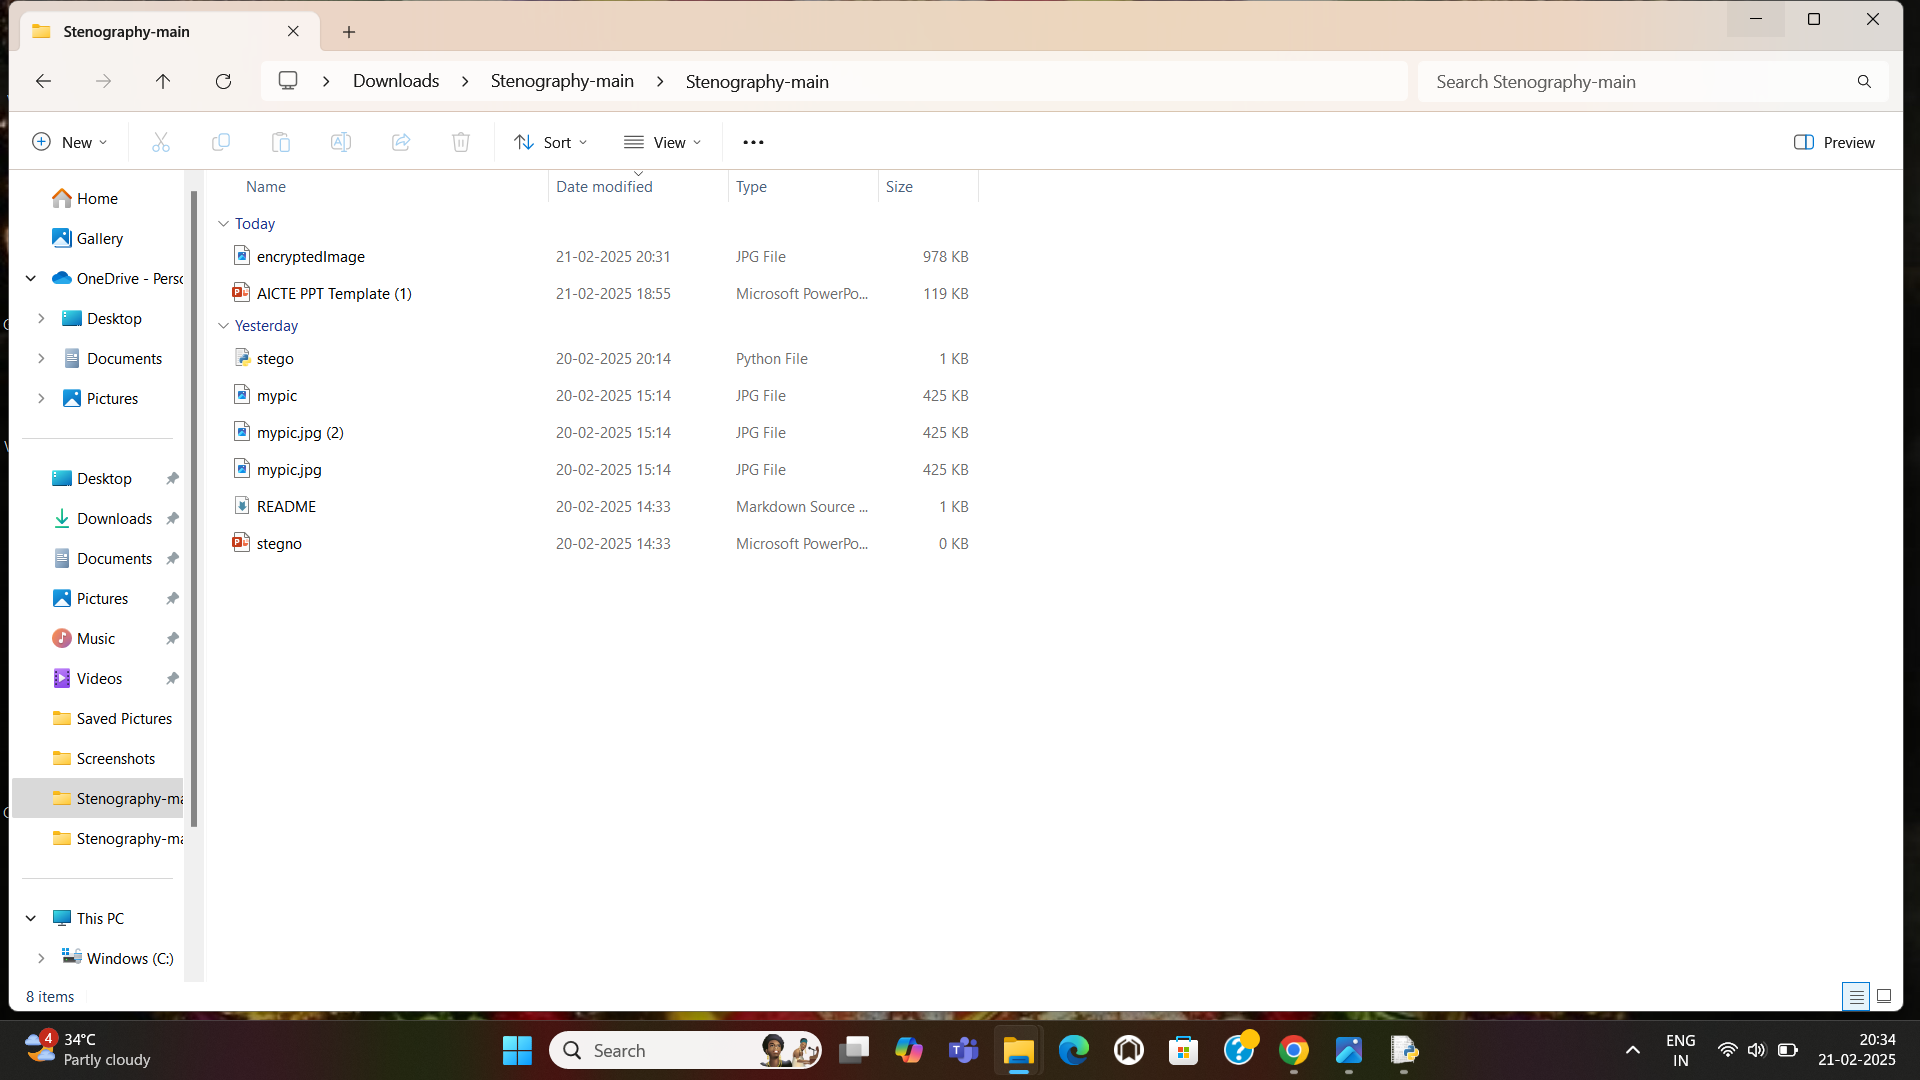 Stenography-main
Downloads > Stenography-main > Stenography-main
Search Stenography-main
New
Sort
View
Preview
Name Date modified Type Size
Today
encryptedImage 21-02-2025 20:31 JPG File 978 KB
AICTE PPT Template (1) 21-02-2025 18:55 Microsoft PowerPo... 119 KB
Yesterday
stego 20-02-2025 20:14 Python File 1 KB
mypic 20-02-2025 15:14 JPG File 425 KB
mypic.jpg (2) 20-02-2025 15:14 JPG File 425 KB
mypic.jpg 20-02-2025 15:14 JPG File 425 KB
README 20-02-2025 14:33 Markdown Source ... 1 KB
stegno 20-02-2025 14:33 Microsoft PowerPo... 0 KB
Home
Gallery
OneDrive - Perso
Desktop
Documents
Pictures
Desktop
Downloads
Documents
Pictures
Music
Videos
Saved Pictures
Screenshots
Stenography-ma
Stenography-ma
This PC
Windows (C:)
8 items
4
34°C
Partly cloudy
Search
ENG
IN
20:34
21-02-2025